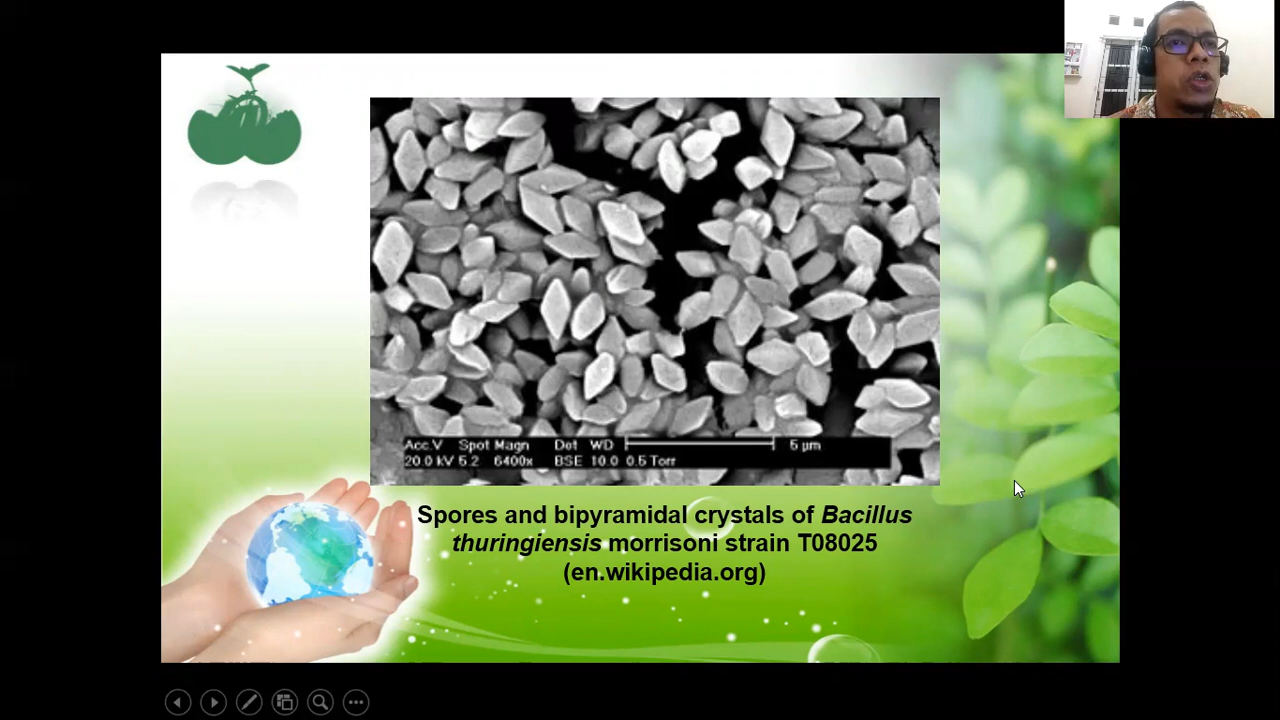 Acc.V Spot Magn Det WD 5 µm
20.0 kV 5.2 6400x BSE 10.0 0.5 Torr
Spores and bipyramidal crystals of Bacillus
thuringiensis morrisoni strain T08025
(en.wikipedia.org)